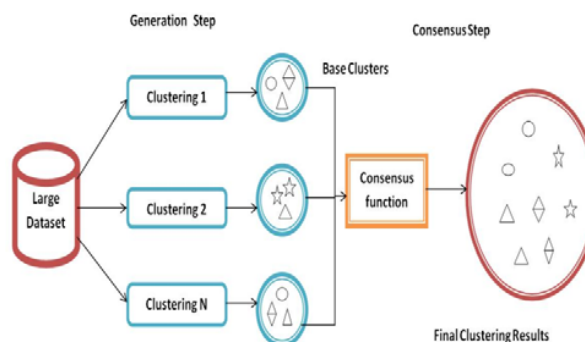 Generation Step
Consensus Step
Base Clusters
Clustering 1
Large
Dataset
Clustering 2
Consensus
function
Clustering N
Final Clustering Results